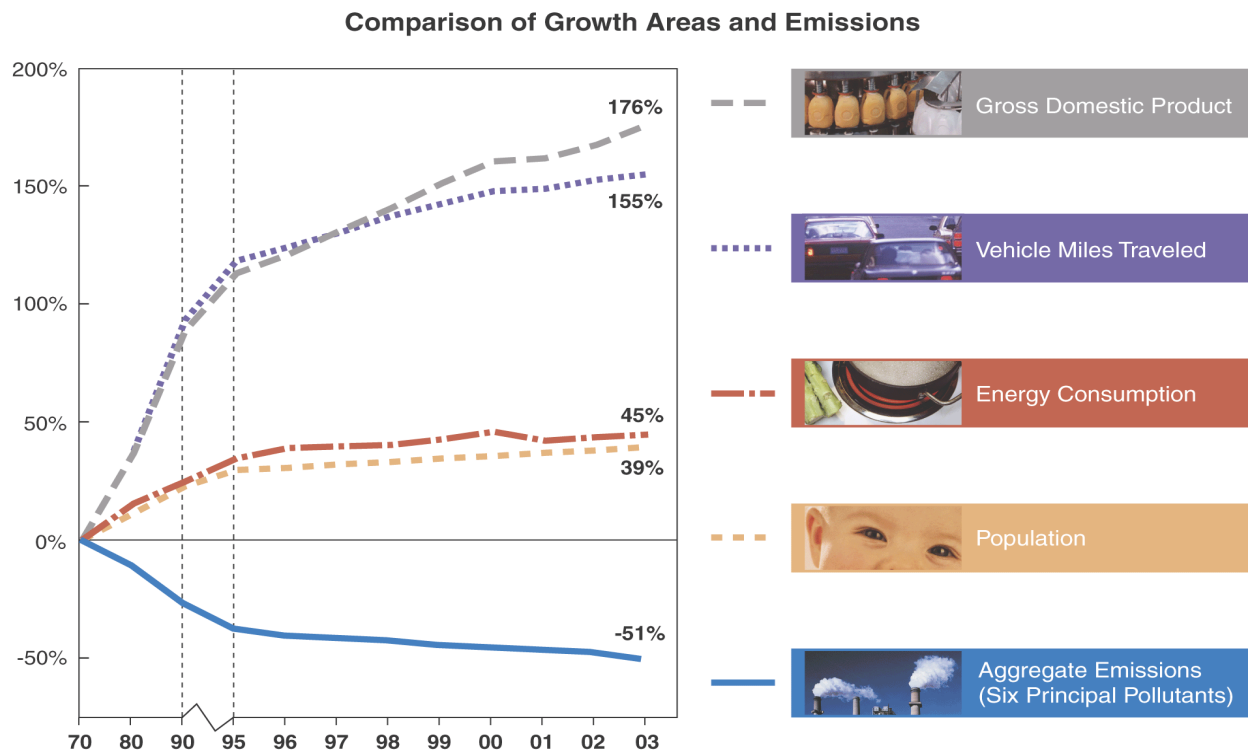 Comparison of Growth Areas and Emissions
200%
150%
100%
50%
0%
-50%
176%
155%
45%
39%
-51%
70 80 90 95 96 97 98 99 00 01 02 03
Gross Domestic Product
Vehicle Miles Traveled
Energy Consumption
Population
Aggregate Emissions
(Six Principal Pollutants)